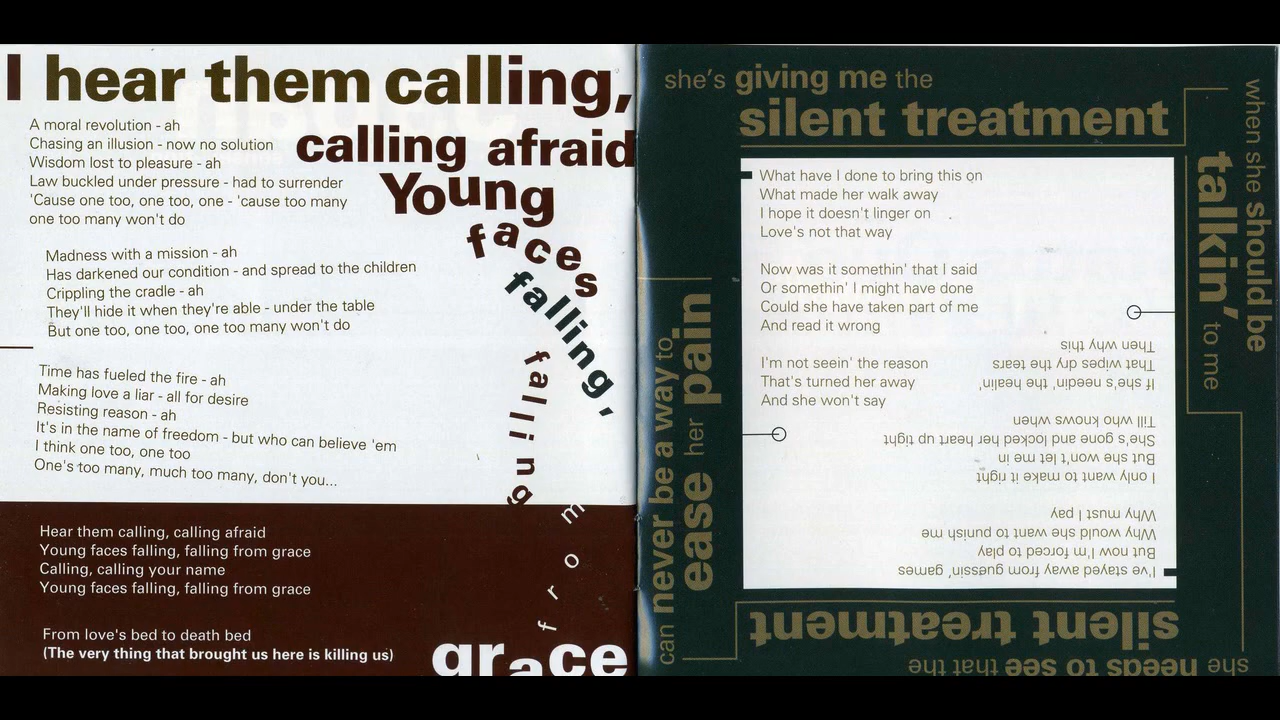 I hear them calling,
calling afraid
Young
faces
falling,
falling
from
grace
A moral revolution - ah
Chasing an illusion - now no solution
Wisdom lost to pleasure - ah
Law buckled under pressure - had to surrender
'Cause one too, one too, one - 'cause too many
one too many won't do
Madness with a mission - ah
Has darkened our condition - and spread to the children
Crippling the cradle - ah
They'll hide it when they're able - under the table
But one too, one too, one too many won't do
Time has fueled the fire - ah
Making love a liar - all for desire
Resisting reason - ah
It's in the name of freedom - but who can believe 'em
I think one too, one too
One's too many, much too many, don't you...
Hear them calling, calling afraid
Young faces falling, falling from grace
Calling, calling your name
Young faces falling, falling from grace
From love's bed to death bed
(The very thing that brought us here is killing us)
she's giving me the
silent treatment
when she should be
talkin'
to me
she needs to see that the
silent treatment
can never be a way to
ease her pain
What have I done to bring this on
What made her walk away
I hope it doesn't linger on
Love's not that way
Now was it somethin' that I said
Or somethin' I might have done
Could she have taken part of me
And read it wrong
I'm not seein' the reason
That's turned her away
And she won't say
I've stayed away from guessin' games
But now I'm forced to play
Why would she want to punish me
Why must I pay
I only want to make it right
But she won't let me in
She's gone and locked her heart up tight
Till who knows when
If she's needin' the healin'
That wipes dry the tears
Then why this